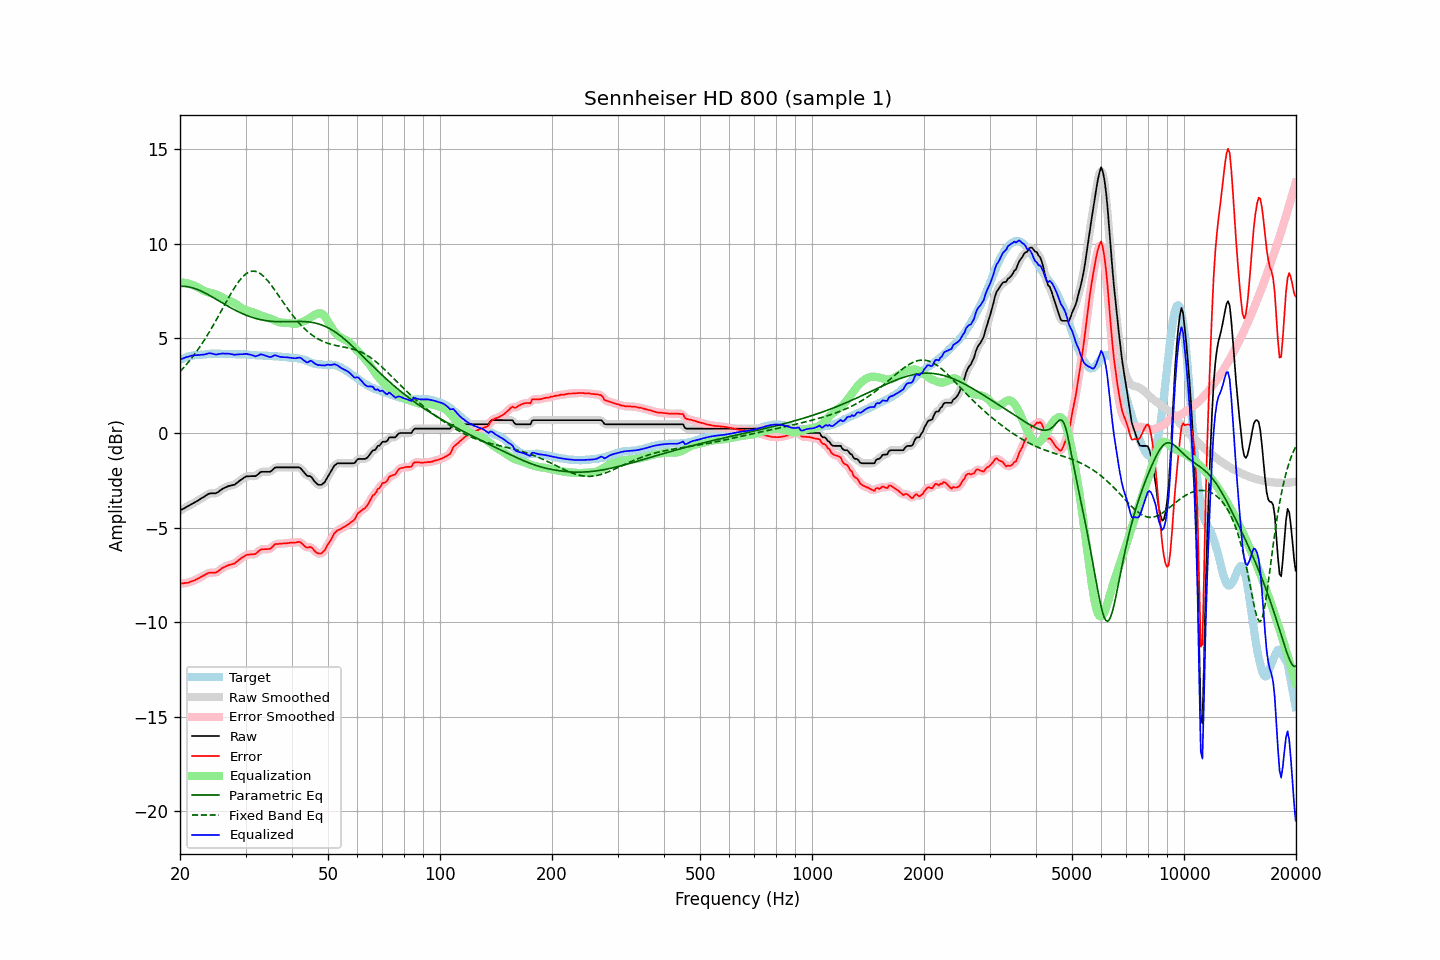 Sennheiser HD 800 (sample 1)
Amplitude (dBr)
15
10
5
0
−5
−10
−15
−20
Target
Raw Smoothed
Error Smoothed
Raw
Error
Equalization
Parametric Eq
Fixed Band Eq
Equalized
20
50
100
200
500
1000
2000
5000
10000
20000
Frequency (Hz)